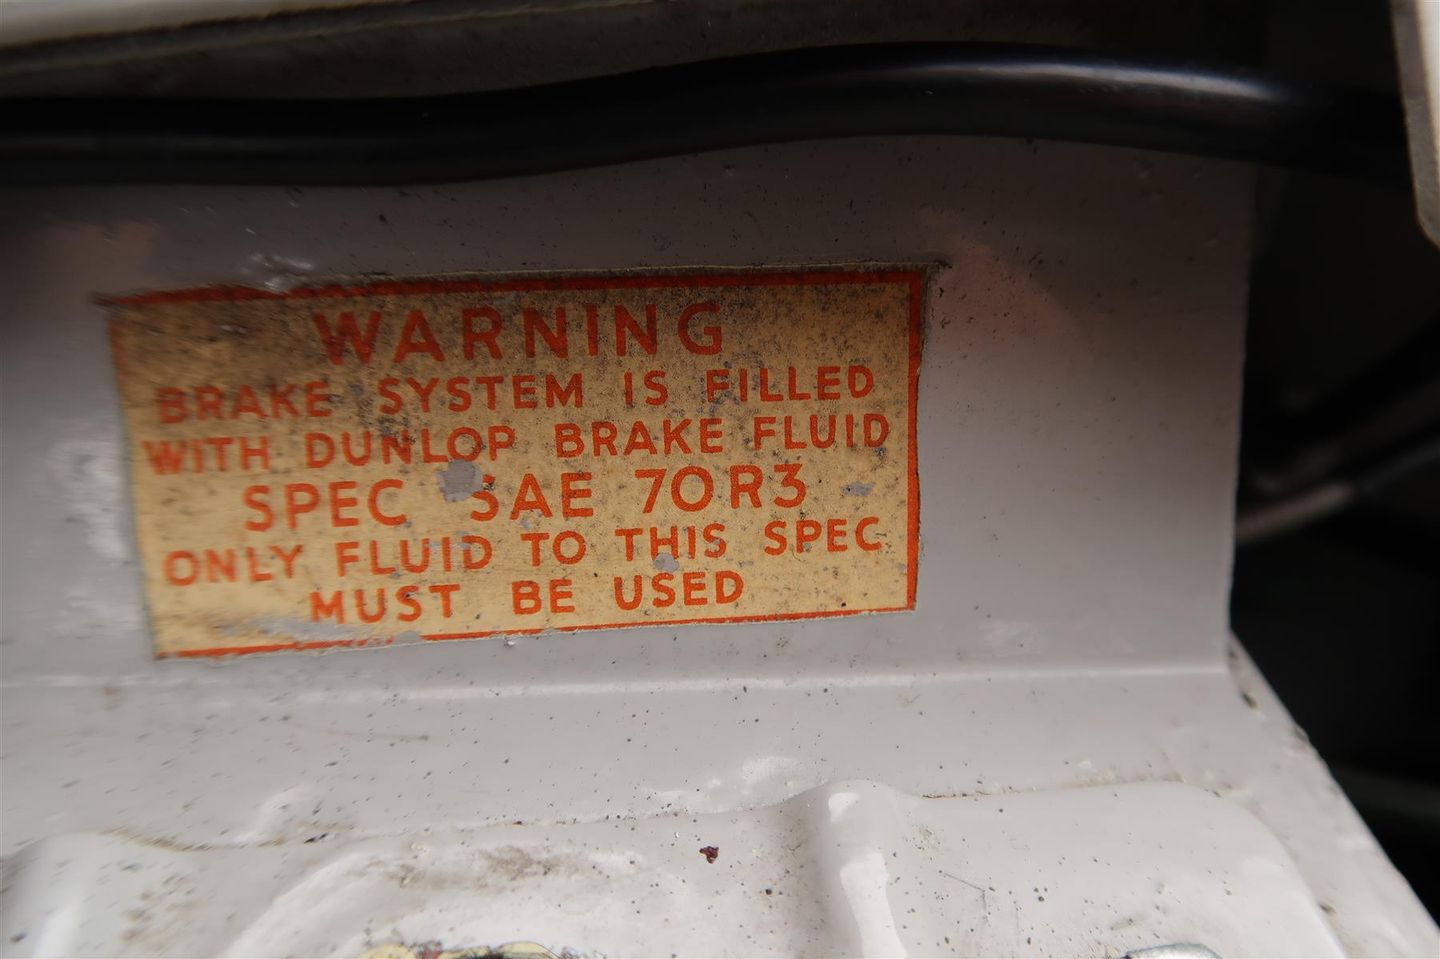 WARNING
BRAKE SYSTEM IS FILLED
WITH DUNLOP BRAKE FLUID
SPEC SAE 70R3
ONLY FLUID TO THIS SPEC
MUST BE USED